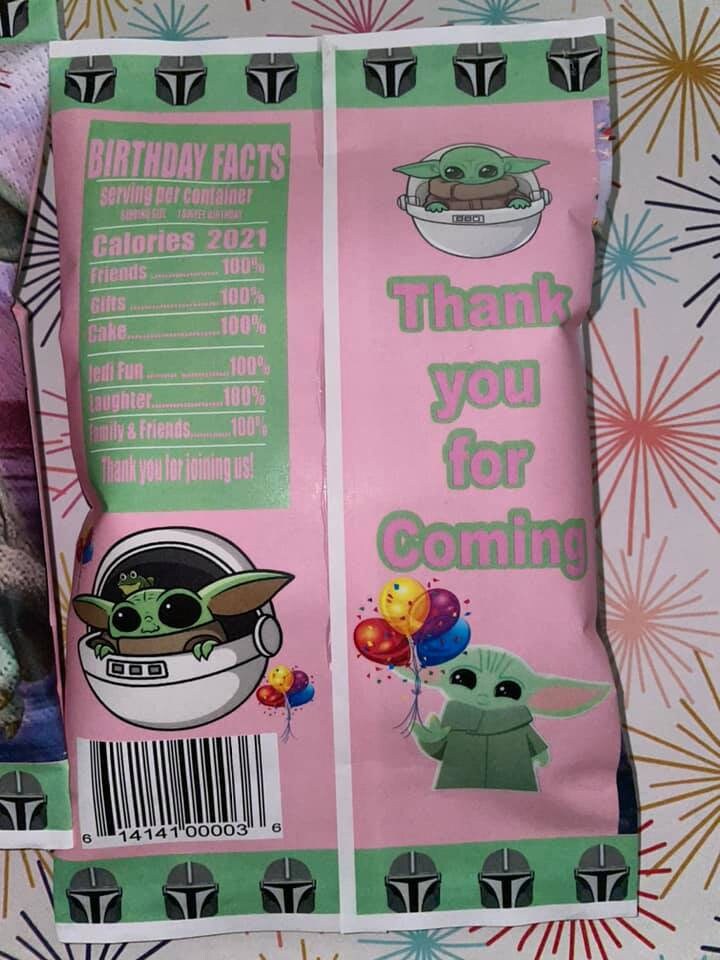 BIRTHDAY FACTS
serving per container
Calories 2021
Friends.................. 100%
Gifts .....................100%
Cake.....................100%
Jedi Fun ..................100%
Laughter..................100%
Family & Friends..........100%
Thank you for joining us!
6 14141 00003 6
Thank
you
for
Coming